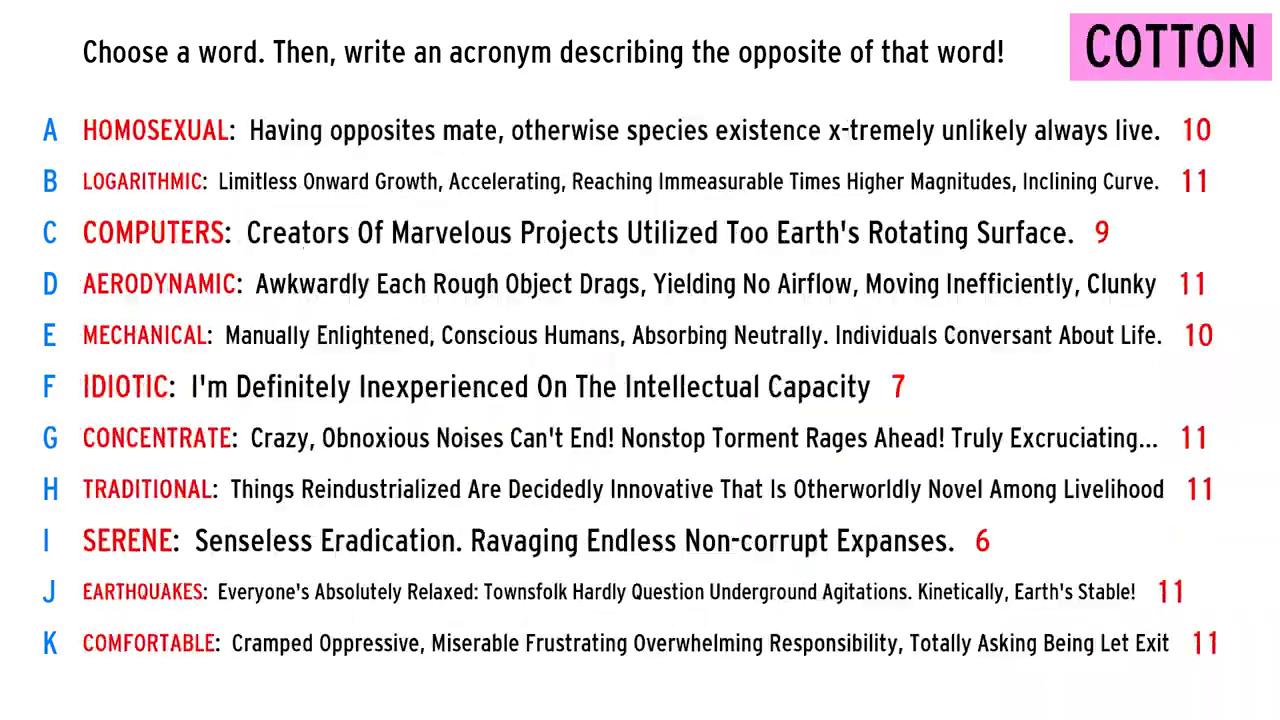 Choose a word. Then, write an acronym describing the opposite of that word!
COTTON
A HOMOSEXUAL: Having opposites mate, otherwise species existence x-tremely unlikely always live. 10
B LOGARITHMIC: Limitless Onward Growth, Accelerating, Reaching Immeasurable Times Higher Magnitudes, Inclining Curve. 11
C COMPUTERS: Creators Of Marvelous Projects Utilized Too Earth's Rotating Surface. 9
D AERODYNAMIC: Awkwardly Each Rough Object Drags, Yielding No Airflow, Moving Inefficiently, Clunky 11
E MECHANICAL: Manually Enlightened, Conscious Humans, Absorbing Neutrally. Individuals Conversant About Life. 10
F IDIOTIC: I'm Definitely Inexperienced On The Intellectual Capacity 7
G CONCENTRATE: Crazy, Obnoxious Noises Can't End! Nonstop Torment Rages Ahead! Truly Excruciating... 11
H TRADITIONAL: Things Reindustrialized Are Decidedly Innovative That Is Otherworldly Novel Among Livelihood 11
I SERENE: Senseless Eradication. Ravaging Endless Non-corrupt Expanses. 6
J EARTHQUAKES: Everyone's Absolutely Relaxed: Townsfolk Hardly Question Underground Agitations. Kinetically, Earth's Stable! 11
K COMFORTABLE: Cramped Oppressive, Miserable Frustrating Overwhelming Responsibility, Totally Asking Being Let Exit 11